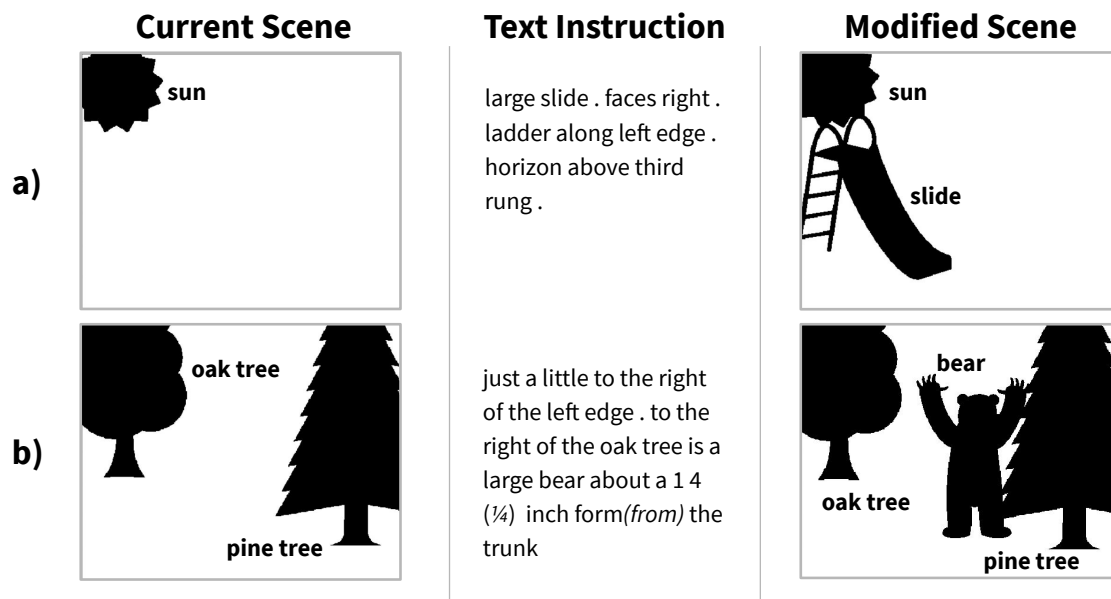 Current Scene Text Instruction Modified Scene
a)
sun
large slide . faces right .
ladder along left edge .
horizon above third
rung .
sun
slide
b)
oak tree
pine tree
just a little to the right
of the left edge . to the
right of the oak tree is a
large bear about a 1 4
(¼) inch form(from) the
trunk
bear
oak tree
pine tree